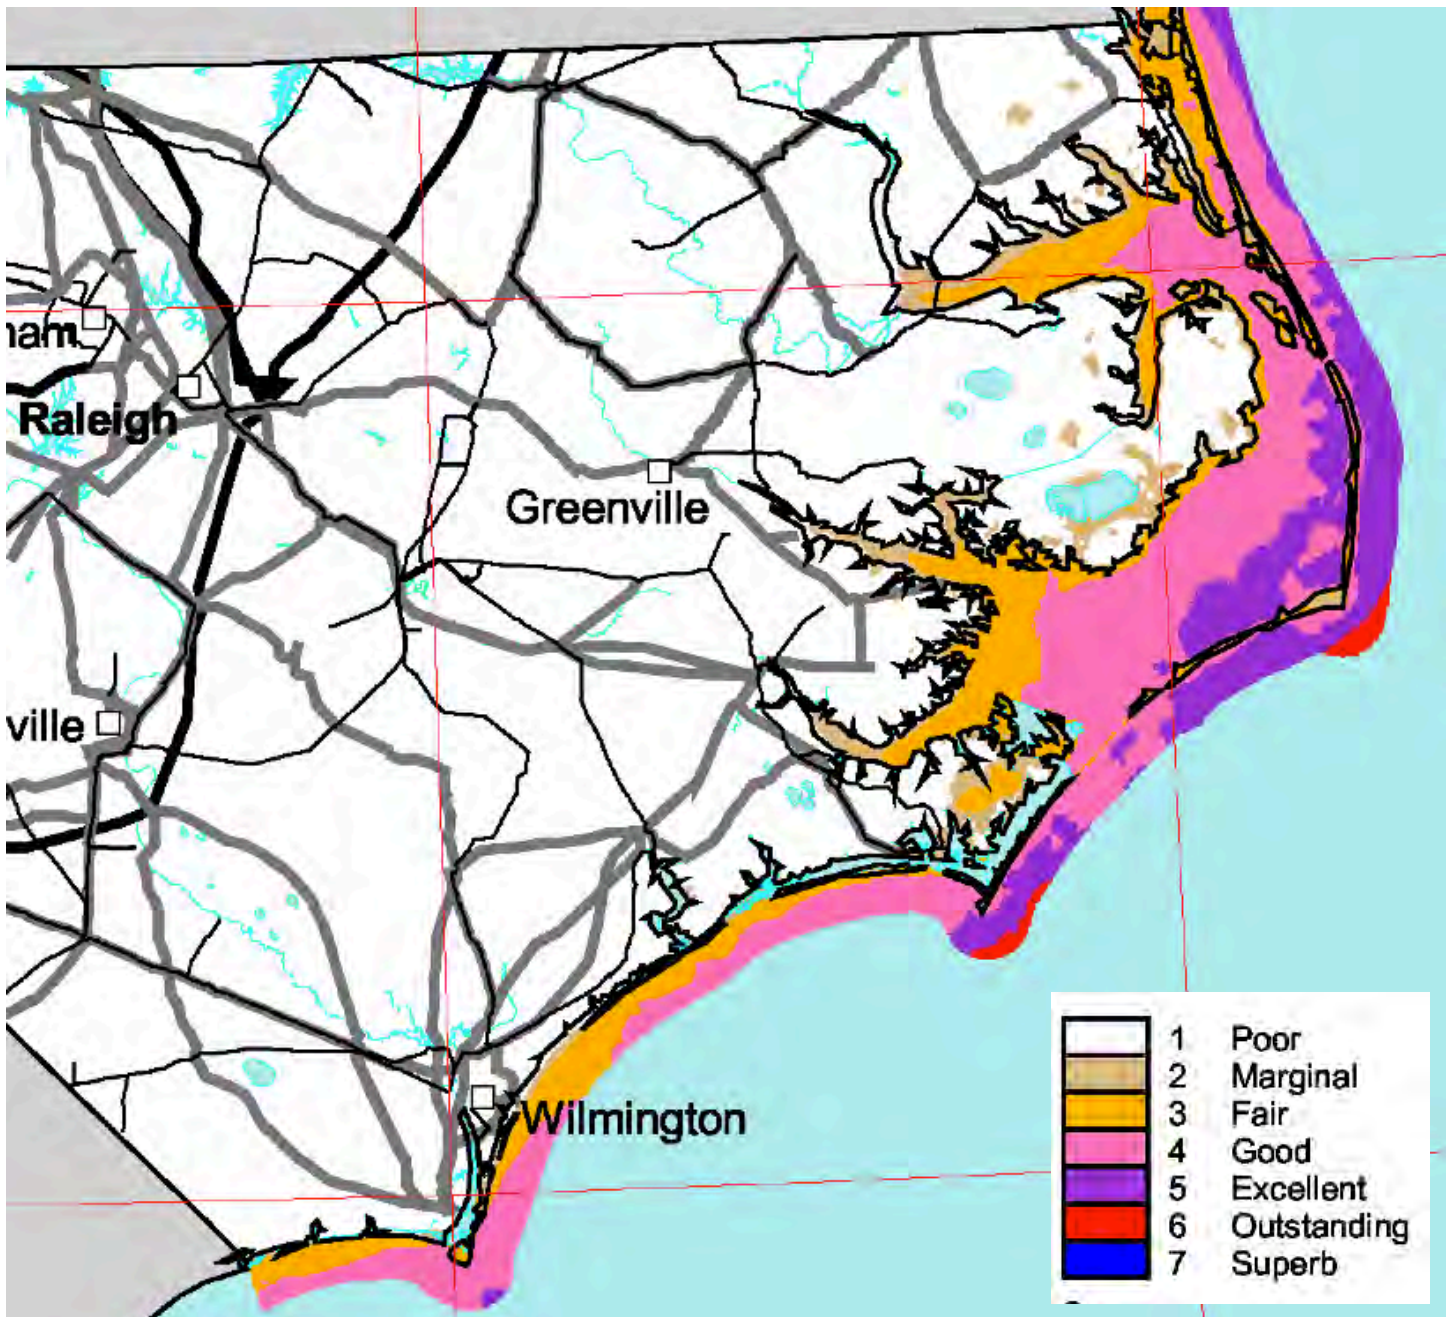 ham
Raleigh
Greenville
ville
Wilmington
1 Poor
2 Marginal
3 Fair
4 Good
5 Excellent
6 Outstanding
7 Superb